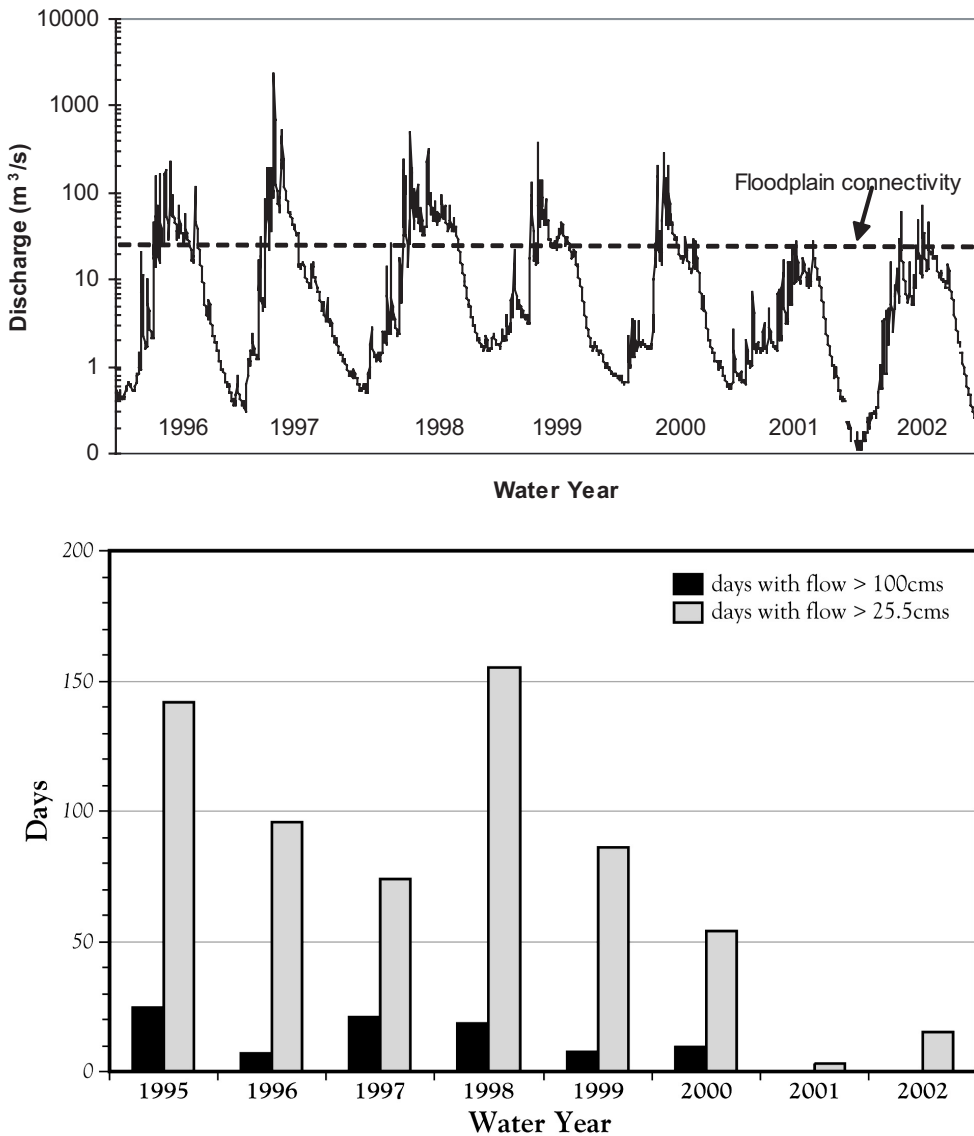 10000
1000
100
10
1
0
Discharge (m³/s)
Floodplain connectivity
1996 1997 1998 1999 2000 2001 2002
Water Year
200
150
100
50
0
Days
days with flow > 100cms
days with flow > 25.5cms
1995 1996 1997 1998 1999 2000 2001 2002
Water Year